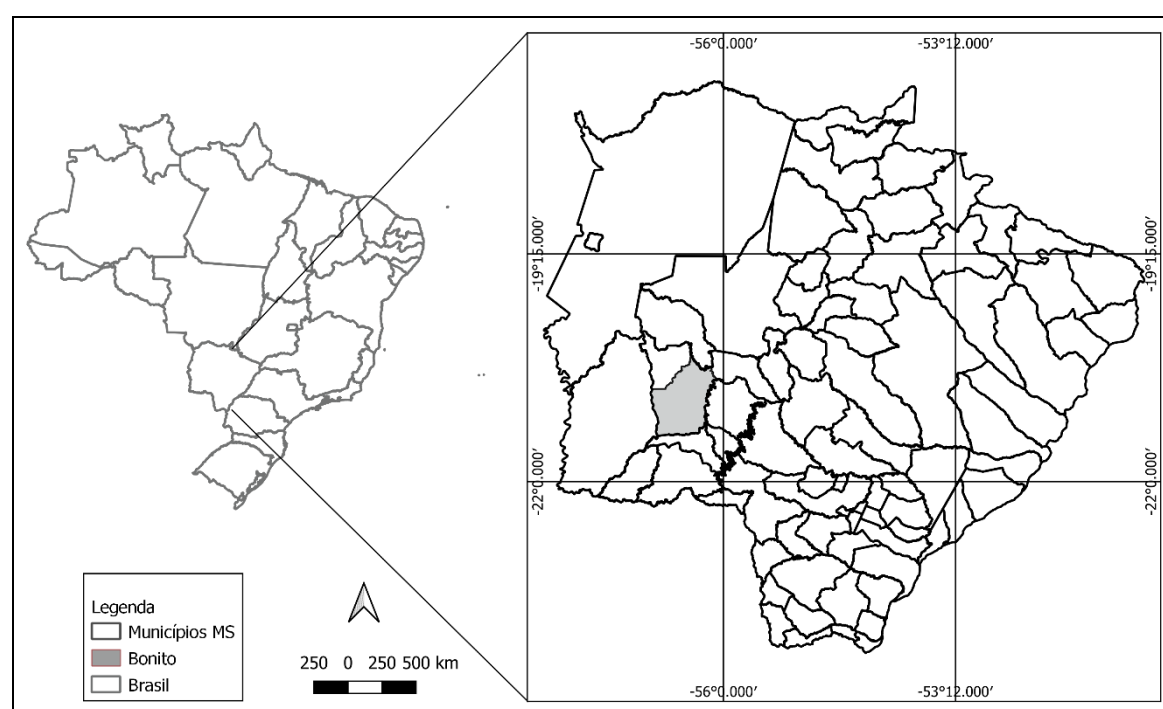 -56°0.000′ -53°12.000′
-19°15.000′ -19°15.000′
-22°0.000′ -22°0.000′
Legenda
Municípios MS
Bonito
Brasil
250 0 250 500 km
-56°0.000′ -53°12.000′